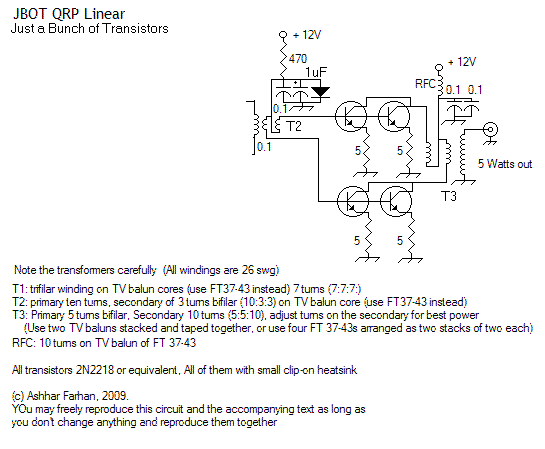 JBOT QRP Linear
Just a Bunch of Transistors
+ 12V
470
1uF
+ 12V
RFC
0.1 0.1
0.1
T2
0.1
5
5
5 Watts out
T3
5
5
Note the transformers carefully (All windings are 26 swg)
T1: trifilar winding on TV balun cores (use FT37-43 instead) 7 turns (7:7:7:)
T2: primary ten turns, secondary of 3 turns bifilar (10:3:3) on TV balun core (use FT37-43 instead)
T3: Primary 5 turns bifilar, Secondary 10 turns (5:5:10), adjust turns on the secondary for best power
(Use two TV baluns stacked and taped together, or use four FT 37-43s arranged as two stacks of two each)
RFC: 10 turns on TV balun of FT 37-43
All transistors 2N2218 or equivalent, All of them with small clip-on heatsink
(c) Ashhar Farhan, 2009.
YOu may freely reproduce this circuit and the accompanying text as long as
you don't change anything and reproduce them together